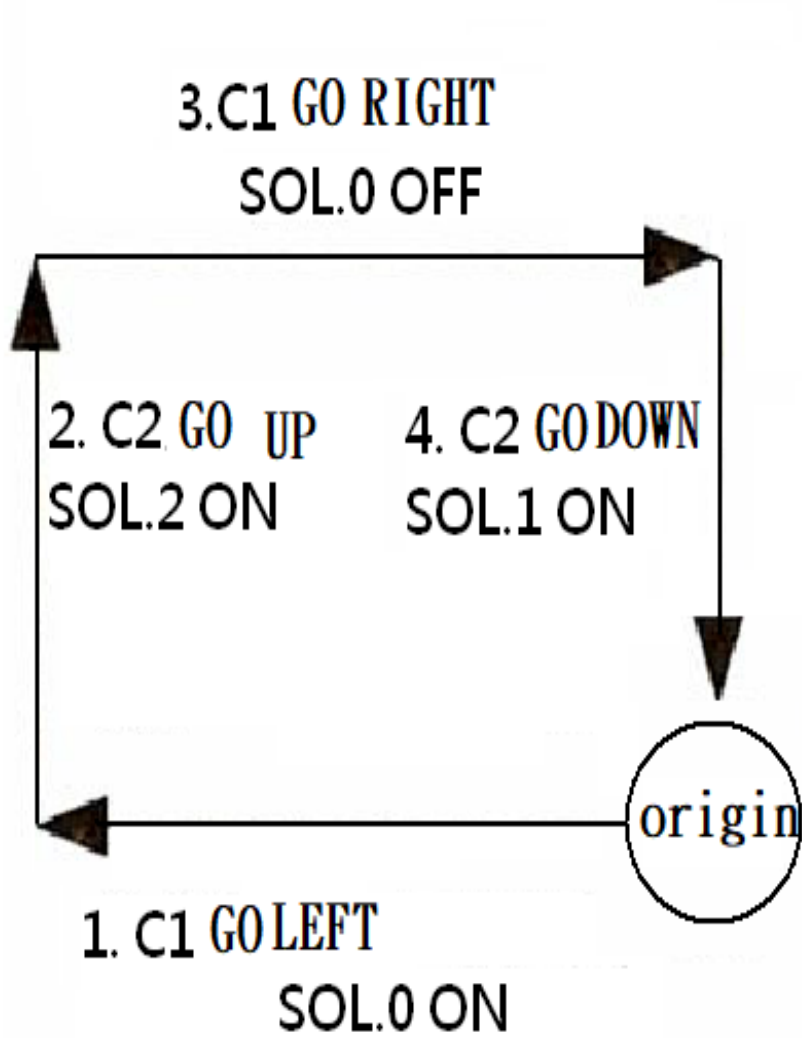 3.C1 GO RIGHT
SOL.0 OFF
2. C2 GO UP
SOL.2 ON
4. C2 GO DOWN
SOL.1 ON
origin
1. C1 GO LEFT
SOL.0 ON